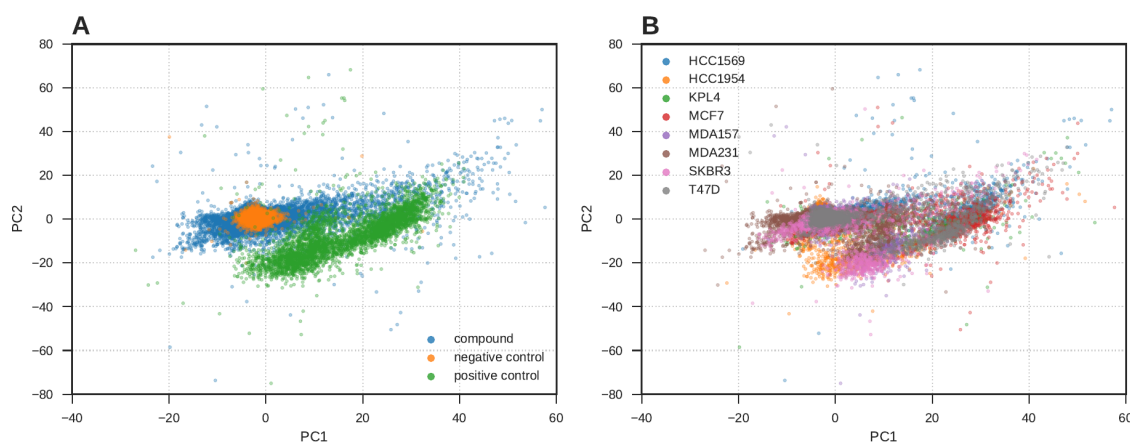 A
80
60
40
20
0
−20
−40
−60
−80
PC2
−40
−20
0
20
40
60
PC1
compound
negative control
positive control
B
80
60
40
20
0
−20
−40
−60
−80
PC2
−40
−20
0
20
40
60
PC1
HCC1569
HCC1954
KPL4
MCF7
MDA157
MDA231
SKBR3
T47D